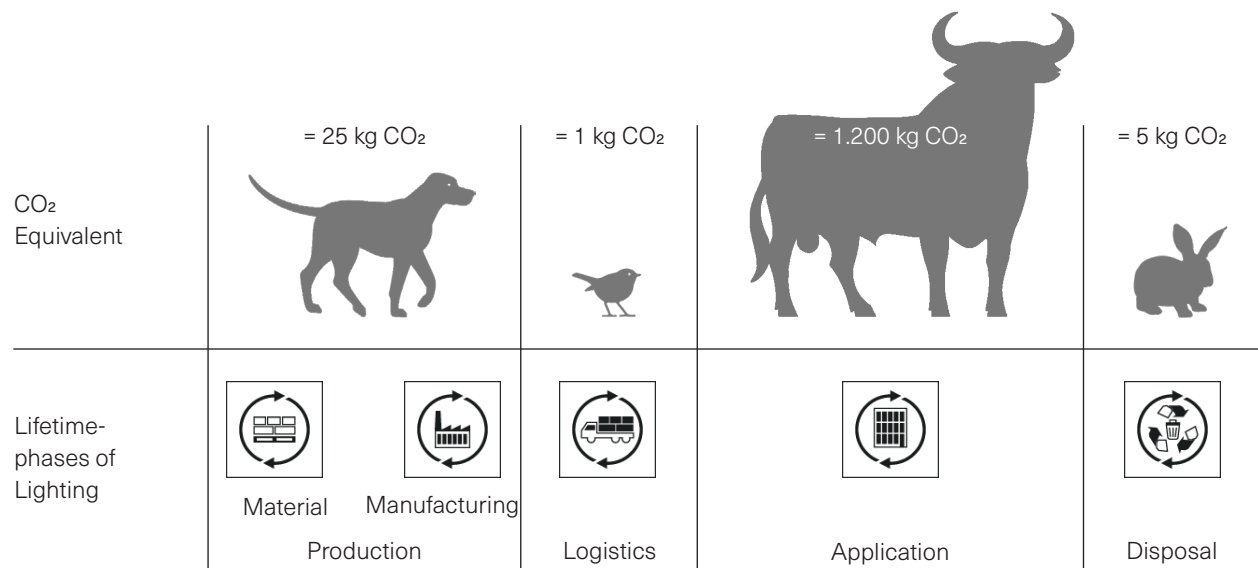 = 25 kg CO₂
= 1 kg CO₂
= 1.200 kg CO₂
= 5 kg CO₂
CO₂
Equivalent
Lifetime-
phases of
Lighting
Material
Manufacturing
Production
Logistics
Application
Disposal